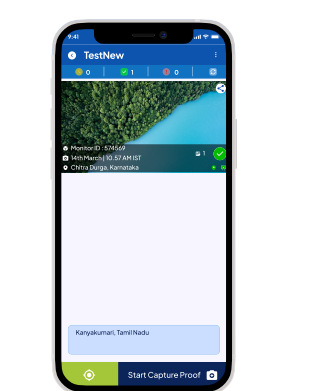 9:41
TestNew
0 1 0
Monitor ID : 574569
14th March | 10.57 AM IST
1
Chitra Durga, Karnataka
Kanyakumari, Tamil Nadu
Start Capture Proof